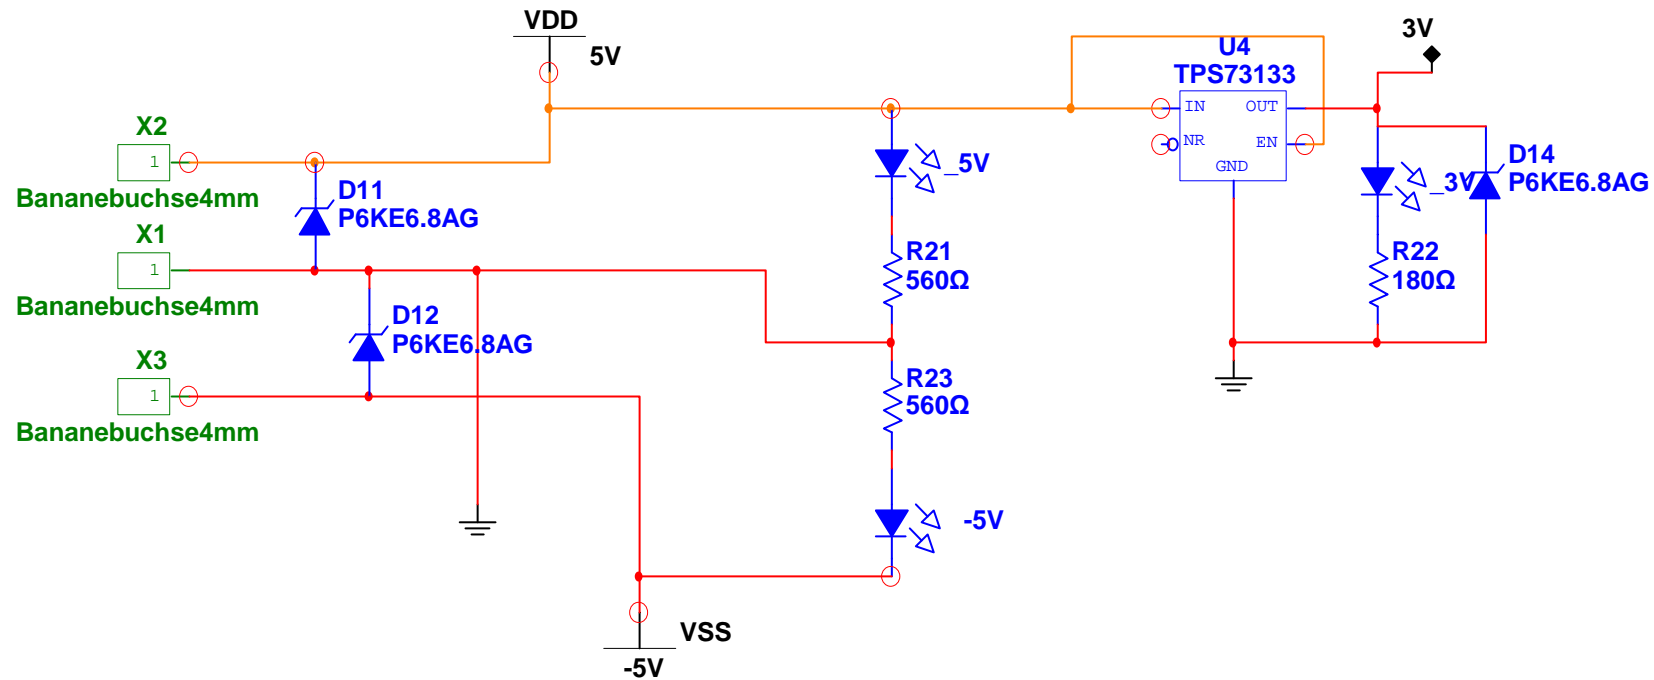 VDD
5V
3V
U4
TPS73133
IN
OUT
NR
EN
GND
X2
1
Bananebuchse4mm
D11
P6KE6.8AG
_5V
_3V
D14
P6KE6.8AG
X1
1
Bananebuchse4mm
R21
560Ω
R22
180Ω
D12
P6KE6.8AG
X3
1
Bananebuchse4mm
R23
560Ω
-5V
VSS
-5V